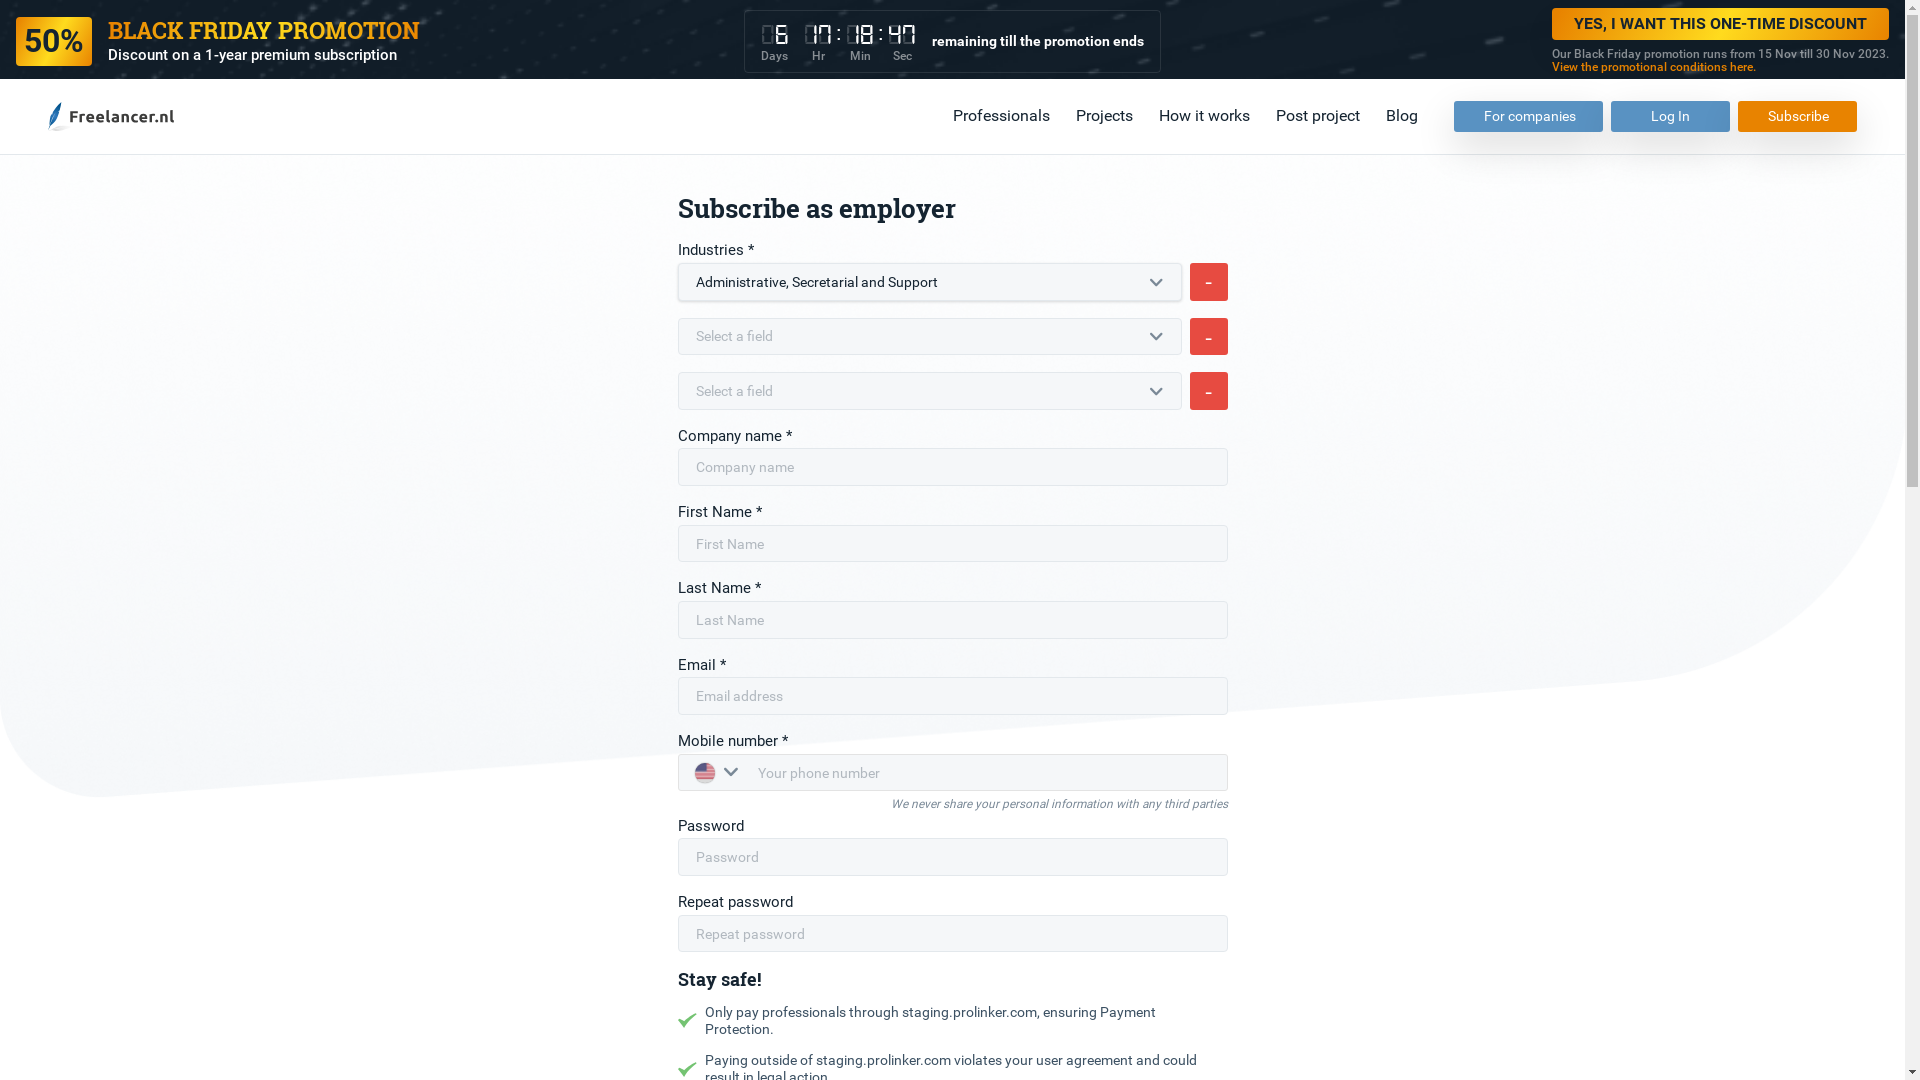 50%
BLACK FRIDAY PROMOTION
Discount on a 1-year premium subscription
6 17 : 18 : 47
Days Hr Min Sec
remaining till the promotion ends
YES, I WANT THIS ONE-TIME DISCOUNT
Our Black Friday promotion runs from 15 Nov till 30 Nov 2023.
View the promotional conditions here.
Freelancer.nl
Professionals
Projects
How it works
Post project
Blog
For companies
Log In
Subscribe
Subscribe as employer
Industries *
Administrative, Secretarial and Support
-
Select a field
-
Select a field
-
Company name *
Company name
First Name *
First Name
Last Name *
Last Name
Email *
Email address
Mobile number *
Your phone number
We never share your personal information with any third parties
Password
Password
Repeat password
Repeat password
Stay safe!
Only pay professionals through staging.prolinker.com, ensuring Payment
Protection.
Paying outside of staging.prolinker.com violates your user agreement and could
result in legal action